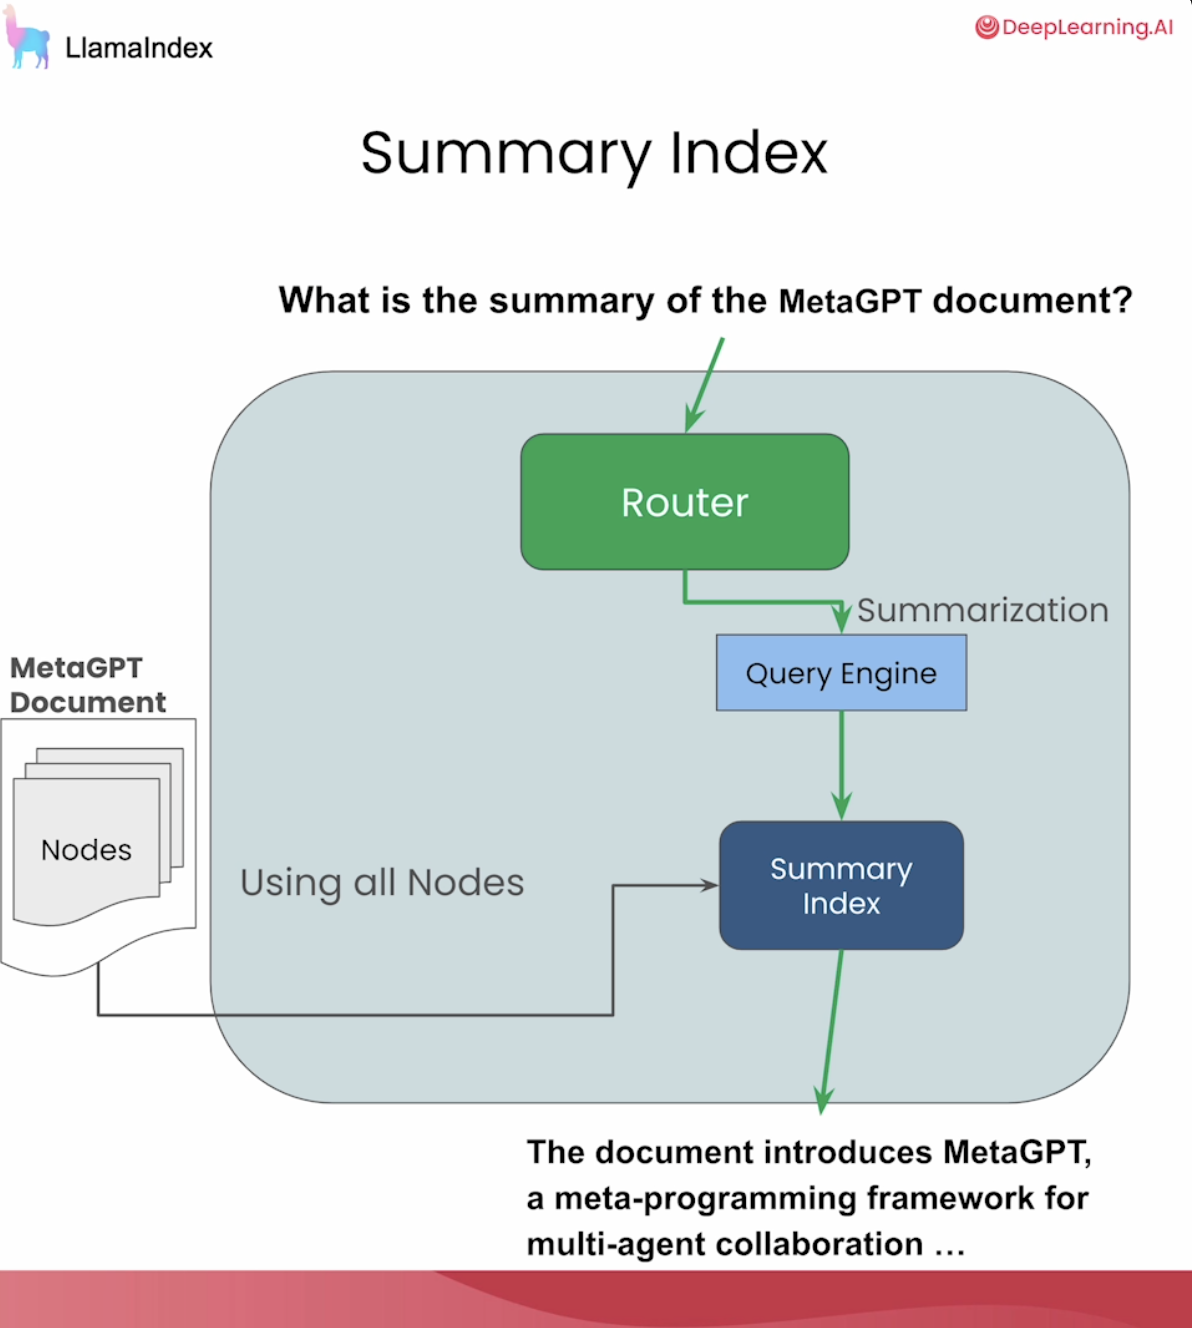 LlamaIndex
DeepLearning.AI
Summary Index
What is the summary of the MetaGPT document?
Router
Summarization
Query Engine
MetaGPT
Document
Nodes
Using all Nodes
Summary
Index
The document introduces MetaGPT,
a meta-programming framework for
multi-agent collaboration ...